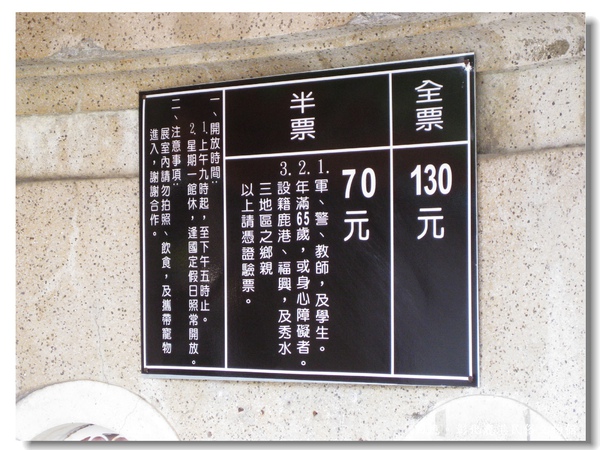 全票
130
元
半票
70
元
1.軍、警、教師，及學生。
2.年滿65歲，或身心障礙者。
3.設籍鹿港、福興，及秀水
三地區之鄉親
以上請憑證驗票。
一、開放時間：
1.上午九時起，至下午五時止。
2.星期一館休，逢國定假日照常開放。
二、注意事項：
展室內請勿拍照、飲食，及攜帶寵物
進入，謝謝合作。